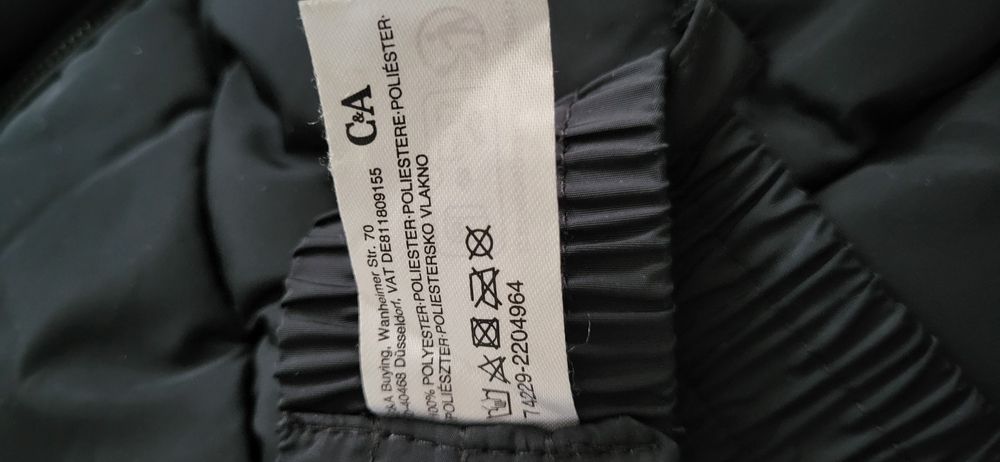 C&A
C&A Buying, Wanheimer Str. 70
D-40468 Düsseldorf, VAT DE811809155
100% POLYESTER·POLIESTER·POLIESTERE·POLIÉSTER·
POLIÉSZTER·POLIESTERSKO VLAKNO
74229-2204964